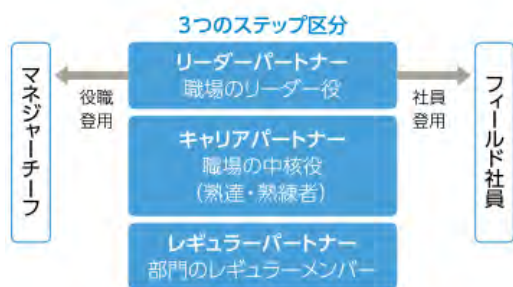 3つのステップ区分
マネジャーチーフ
役職
登用
リーダーパートナー
職場のリーダー役
キャリアパートナー
職場の中核役
(熟達・熟練者)
レギュラーパートナー
部門のレギュラーメンバー
社員
登用
フィールド社員